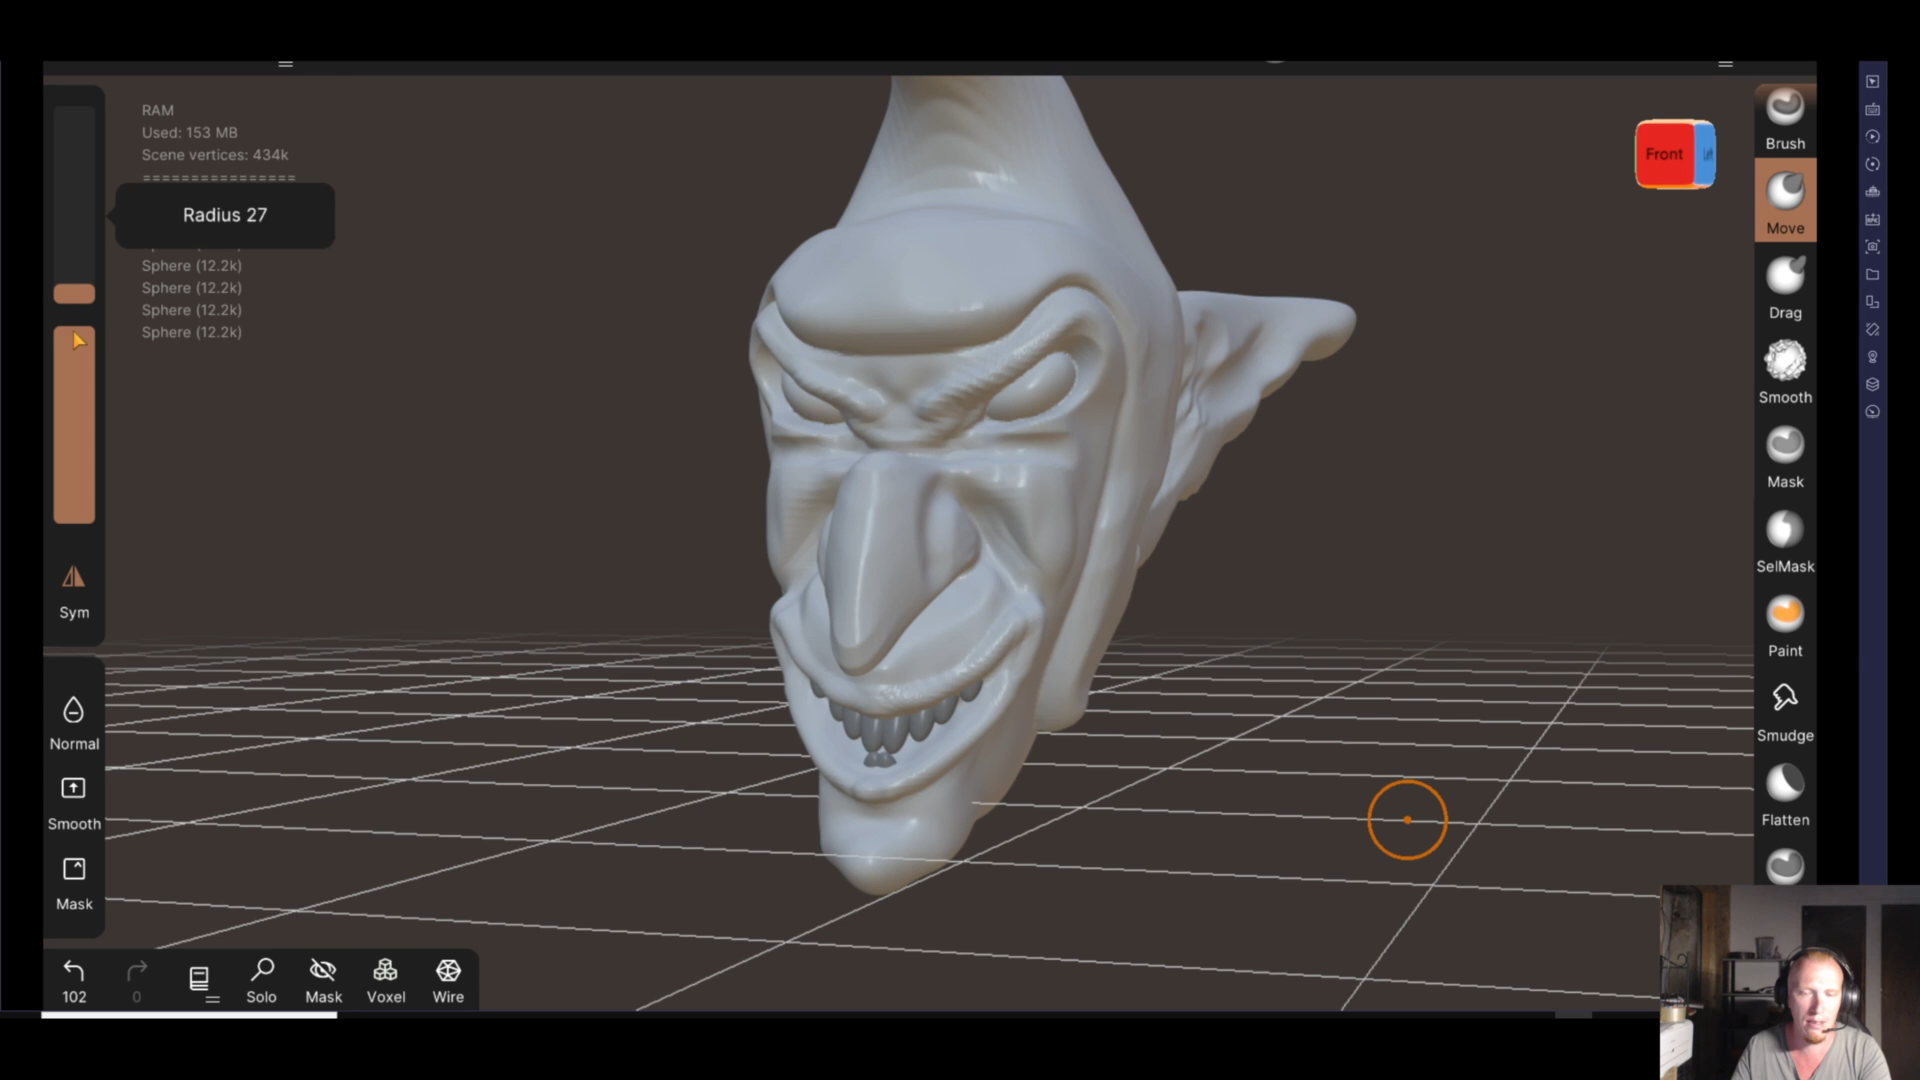 RAM
Used: 153 MB
Scene vertices: 434k
================
Radius 27
Sphere (12.2k)
Sphere (12.2k)
Sphere (12.2k)
Sphere (12.2k)
Sym
Normal
Smooth
Mask
102
0
Solo
Mask
Voxel
Wire
Front
Brush
Move
Drag
Smooth
Mask
SelMask
Paint
Smudge
Flatten